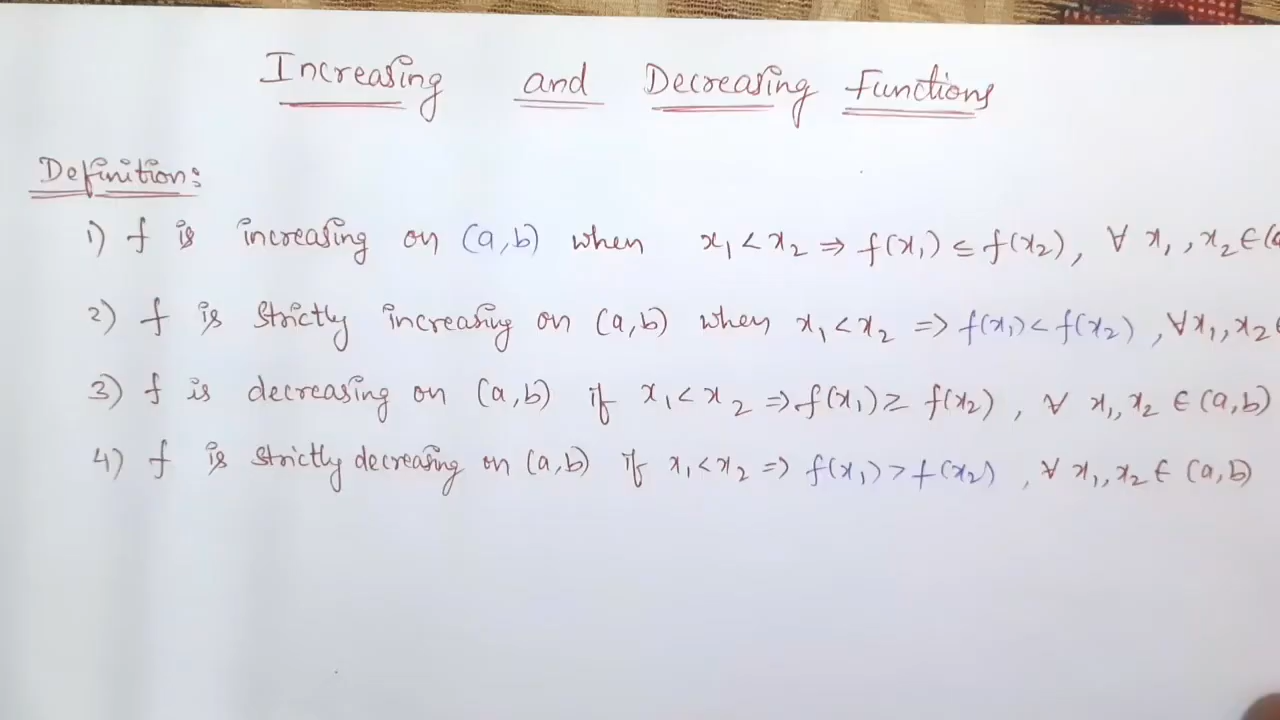 Increasing and Decreasing Functions
Definition:
1) f is increasing on (a,b) when x₁ < x₂ ⇒ f(x₁) ≤ f(x₂), ∀ x₁, x₂ ∈ (a
2) f is strictly increasing on (a,b) when x₁ < x₂ ⇒ f(x₁) < f(x₂), ∀ x₁, x₂
3) f is decreasing on (a,b) if x₁ < x₂ ⇒ f(x₁) ≥ f(x₂), ∀ x₁, x₂ ∈ (a,b)
4) f is strictly decreasing on (a,b) if x₁ < x₂ ⇒ f(x₁) > f(x₂), ∀ x₁, x₂ ∈ (a,b)